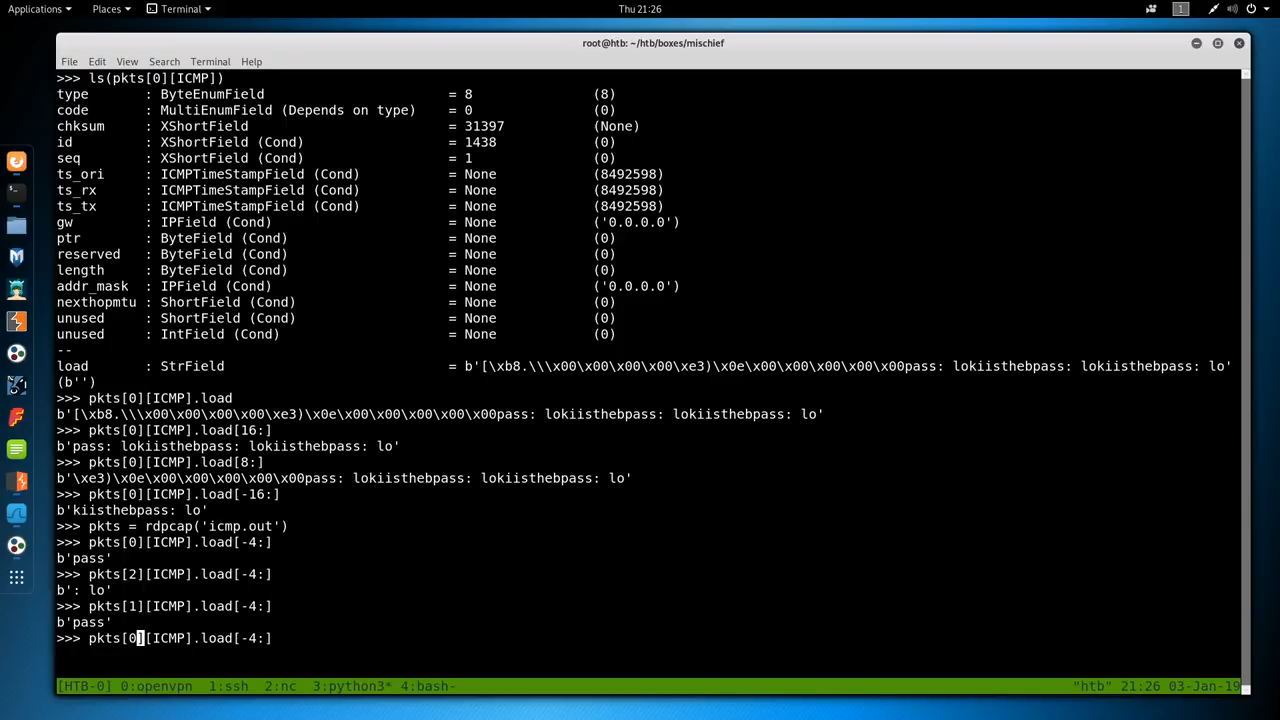 Applications Places Terminal Thu 21:26 1
root@htb: ~/htb/boxes/mischief
File Edit View Search Terminal Help
>>> ls(pkts[0][ICMP])
type       : ByteEnumField                       = 8               (8)
code       : MultiEnumField (Depends on type)    = 0               (0)
chksum     : XShortField                         = 31397           (None)
id         : XShortField (Cond)                  = 1438            (0)
seq        : XShortField (Cond)                  = 1               (0)
ts_ori     : ICMPTimeStampField (Cond)           = None            (8492598)
ts_rx      : ICMPTimeStampField (Cond)           = None            (8492598)
ts_tx      : ICMPTimeStampField (Cond)           = None            (8492598)
gw         : IPField (Cond)                      = None            ('0.0.0.0')
ptr        : ByteField (Cond)                    = None            (0)
reserved   : ByteField (Cond)                    = None            (0)
length     : ByteField (Cond)                    = None            (0)
addr_mask  : IPField (Cond)                      = None            ('0.0.0.0')
nexthopmtu : ShortField (Cond)                   = None            (0)
unused     : ShortField (Cond)                   = None            (0)
unused     : IntField (Cond)                     = None            (0)
--
load       : StrField                            = b'[\xb8.\\\x00\x00\x00\x00\xe3)\x0e\x00\x00\x00\x00\x00pass: lokiisthebpass: lokiisthebpass: lo'
(b'')
>>> pkts[0][ICMP].load
b'[\xb8.\\\x00\x00\x00\x00\xe3)\x0e\x00\x00\x00\x00\x00pass: lokiisthebpass: lokiisthebpass: lo'
>>> pkts[0][ICMP].load[16:]
b'pass: lokiisthebpass: lokiisthebpass: lo'
>>> pkts[0][ICMP].load[8:]
b'\xe3)\x0e\x00\x00\x00\x00\x00pass: lokiisthebpass: lokiisthebpass: lo'
>>> pkts[0][ICMP].load[-16:]
b'kiisthebpass: lo'
>>> pkts = rdpcap('icmp.out')
>>> pkts[0][ICMP].load[-4:]
b'pass'
>>> pkts[2][ICMP].load[-4:]
b': lo'
>>> pkts[1][ICMP].load[-4:]
b'pass'
>>> pkts[0][ICMP].load[-4:]
[HTB-0] 0:openvpn  1:ssh  2:nc  3:python3* 4:bash- "htb" 21:26 03-Jan-19